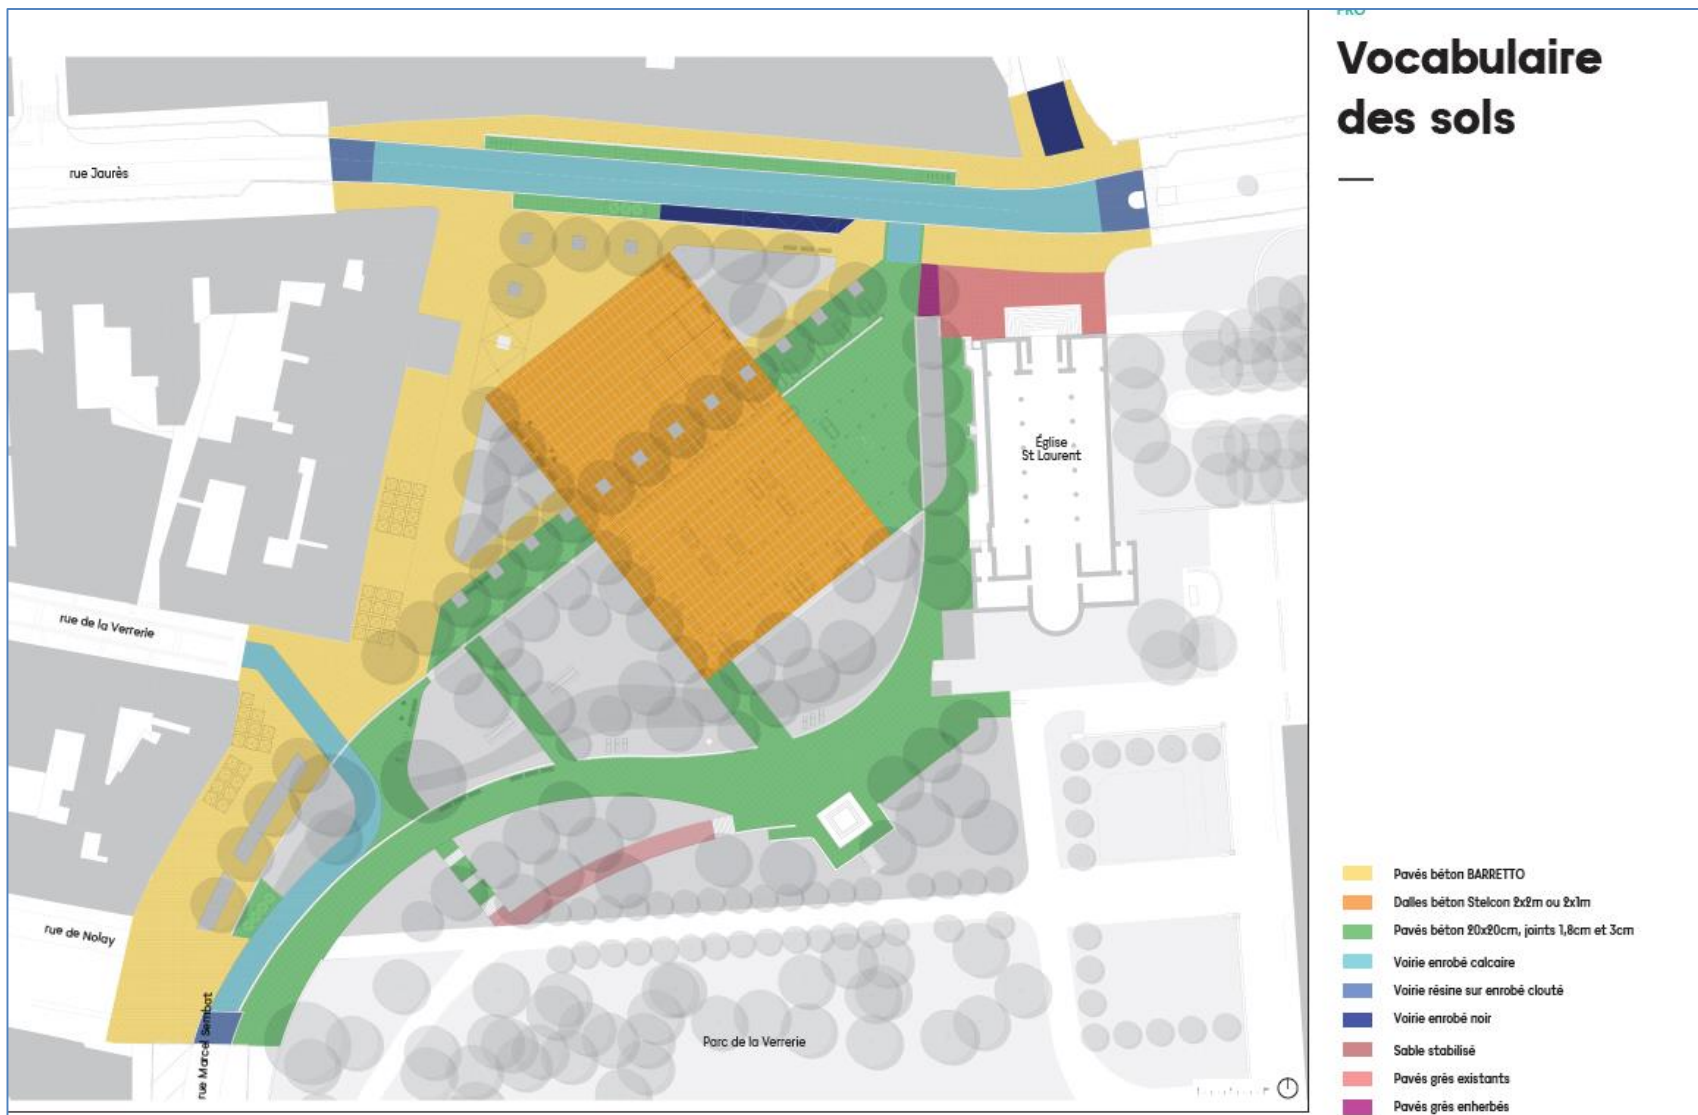 PRO
Vocabulaire
des sols
rue Jaurès
Église
St Laurent
rue de la Verrerie
rue de Nolay
rue Marcel Sembat
Parc de la Verrerie
Pavés béton BARRETTO
Dalles béton Stelcon 2x2m ou 2x1m
Pavés béton 20x20cm, joints 1,8cm et 3cm
Voirie enrobé calcaire
Voirie résine sur enrobé clouté
Voirie enrobé noir
Sable stabilisé
Pavés grès existants
Pavés grès enherbés